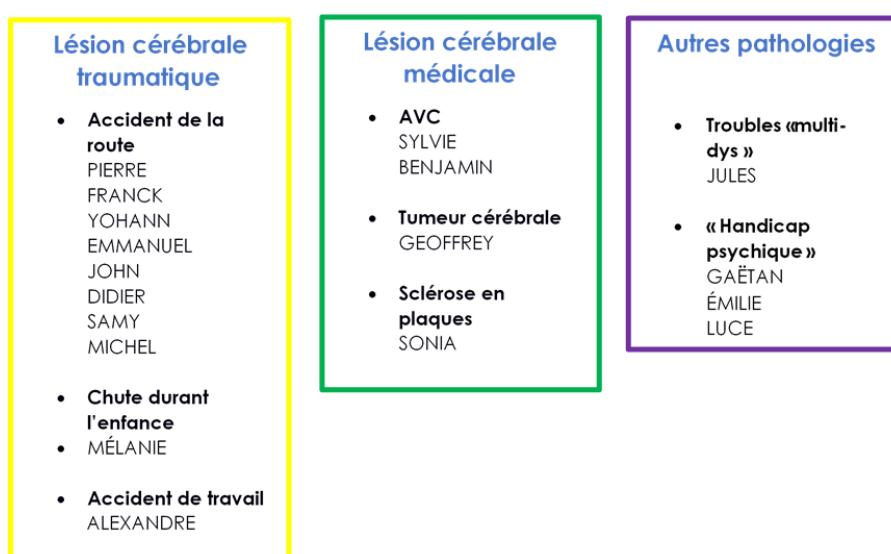 Lésion cérébrale
traumatique
• Accident de la
route
PIERRE
FRANCK
YOHANN
EMMANUEL
JOHN
DIDIER
SAMY
MICHEL
• Chute durant
l'enfance
• MÉLANIE
• Accident de travail
ALEXANDRE
Lésion cérébrale
médicale
• AVC
SYLVIE
BENJAMIN
• Tumeur cérébrale
GEOFFREY
• Sclérose en
plaques
SONIA
Autres pathologies
• Troubles «multi-
dys »
JULES
• « Handicap
psychique »
GAËTAN
ÉMILIE
LUCE